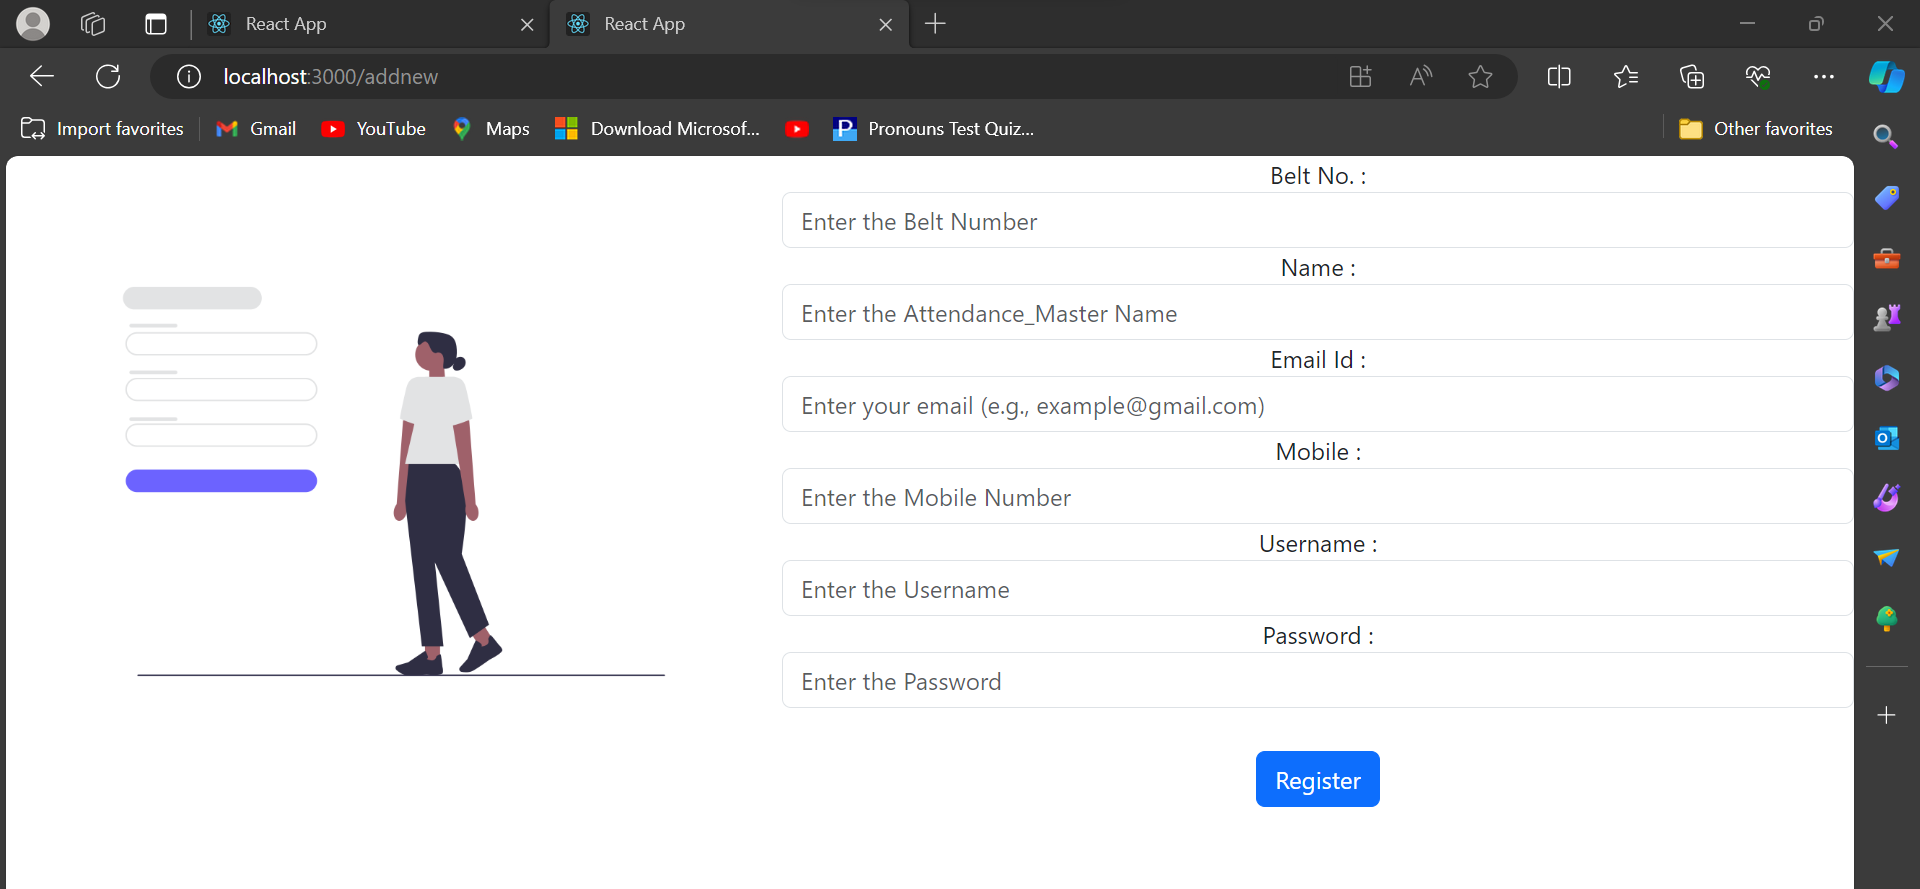 React App
React App
localhost:3000/addnew
Import favorites
Gmail
YouTube
Maps
Download Microsof...
Pronouns Test Quiz...
Other favorites
Belt No. :
Enter the Belt Number
Name :
Enter the Attendance_Master Name
Email Id :
Enter your email (e.g., example@gmail.com)
Mobile :
Enter the Mobile Number
Username :
Enter the Username
Password :
Enter the Password
Register